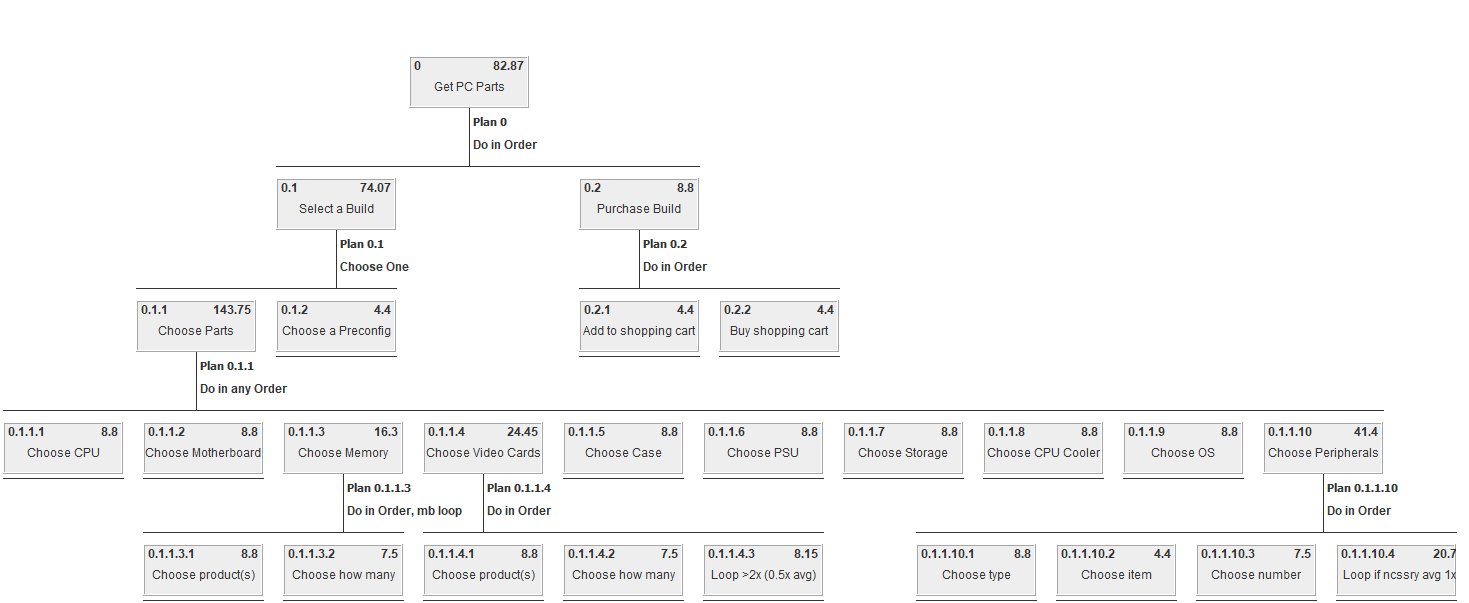 0 82.87
Get PC Parts
Plan 0
Do in Order
0.1 74.07
Select a Build
0.2 8.8
Purchase Build
Plan 0.1
Choose One
Plan 0.2
Do in Order
0.1.1 143.75
Choose Parts
0.1.2 4.4
Choose a Preconfig
0.2.1 4.4
Add to shopping cart
0.2.2 4.4
Buy shopping cart
Plan 0.1.1
Do in any Order
0.1.1.1 8.8
Choose CPU
0.1.1.2 8.8
Choose Motherboard
0.1.1.3 16.3
Choose Memory
0.1.1.4 24.45
Choose Video Cards
0.1.1.5 8.8
Choose Case
0.1.1.6 8.8
Choose PSU
0.1.1.7 8.8
Choose Storage
0.1.1.8 8.8
Choose CPU Cooler
0.1.1.9 8.8
Choose OS
0.1.1.10 41.4
Choose Peripherals
Plan 0.1.1.3
Do in Order, mb loop
Plan 0.1.1.4
Do in Order
Plan 0.1.1.10
Do in Order
0.1.1.3.1 8.8
Choose product(s)
0.1.1.3.2 7.5
Choose how many
0.1.1.4.1 8.8
Choose product(s)
0.1.1.4.2 7.5
Choose how many
0.1.1.4.3 8.15
Loop >2x (0.5x avg)
0.1.1.10.1 8.8
Choose type
0.1.1.10.2 4.4
Choose item
0.1.1.10.3 7.5
Choose number
0.1.1.10.4 20.7
Loop if ncssry avg 1x